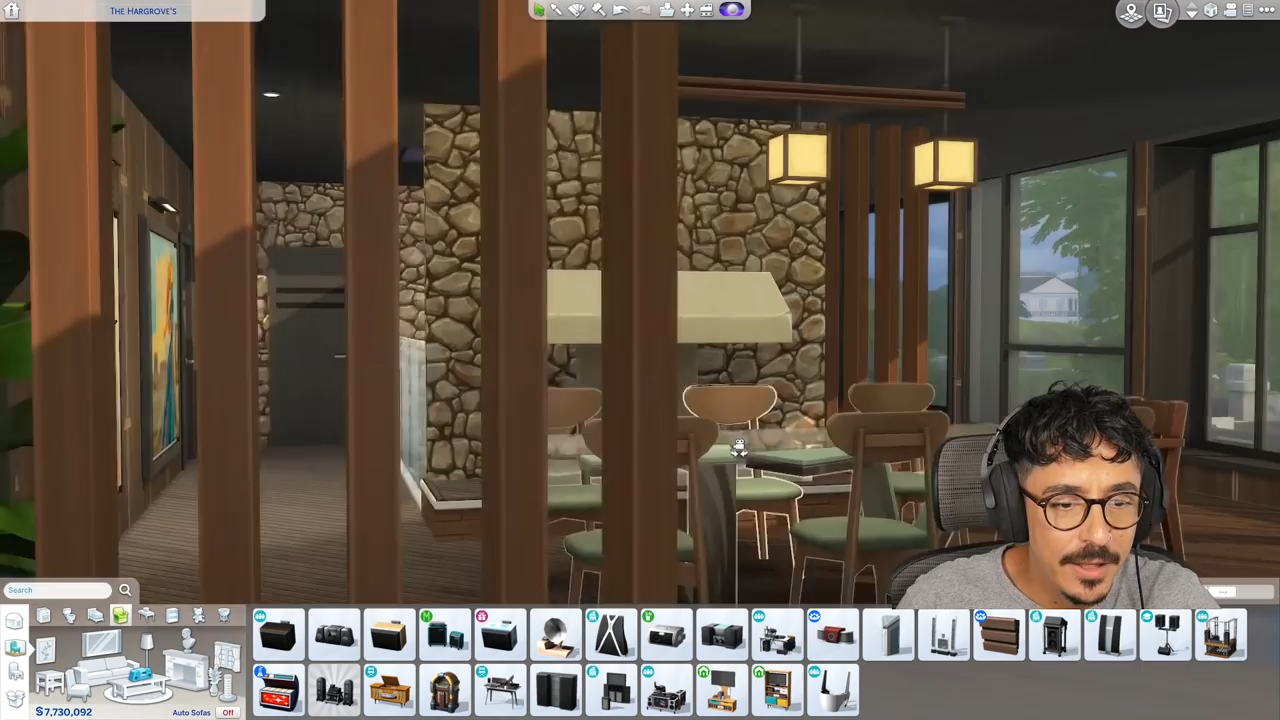 THE HARGROVE'S
Search
$7,730,092
Auto Sofas
Off